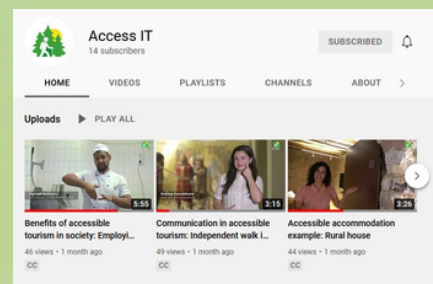 Access IT
14 subscribers
SUBSCRIBED
HOME VIDEOS PLAYLISTS CHANNELS ABOUT
Uploads PLAY ALL
5:55
3:15
3:26
Benefits of accessible
tourism in society: Employi...
46 views • 1 month ago
CC
Communication in accessible
tourism: Independent walk i...
49 views • 1 month ago
CC
Accessible accommodation
example: Rural house
44 views • 1 month ago
CC